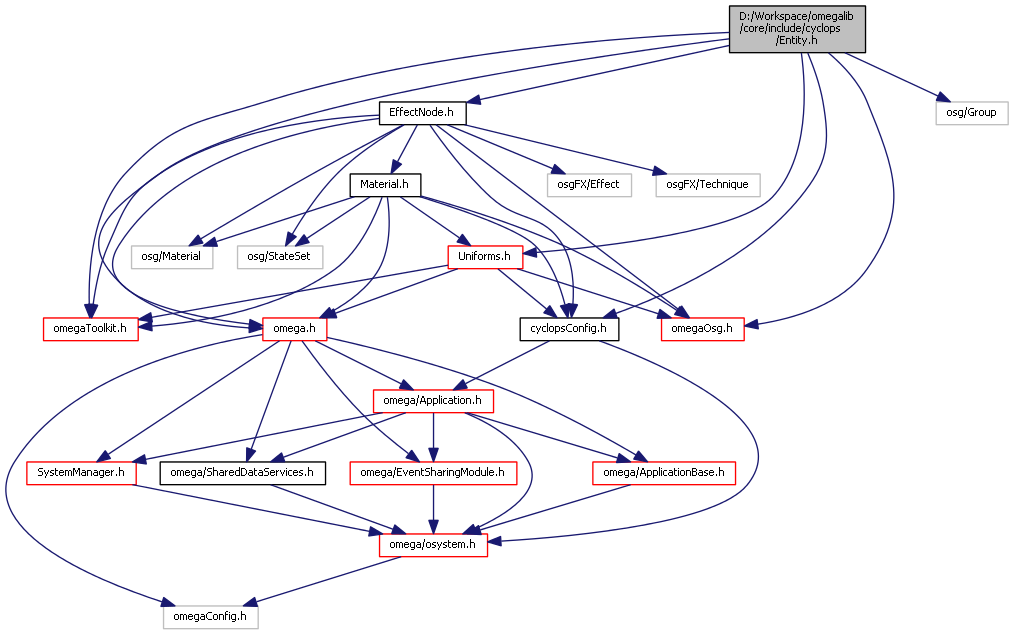 D:/Workspace/omegalib
/core/include/cyclops
/Entity.h
EffectNode.h
osg/Group
Material.h
osgFX/Effect
osgFX/Technique
osg/Material
osg/StateSet
Uniforms.h
omegaToolkit.h
omega.h
cyclopsConfig.h
omegaOsg.h
omega/Application.h
SystemManager.h
omega/SharedDataServices.h
omega/EventSharingModule.h
omega/ApplicationBase.h
omega/osystem.h
omegaConfig.h